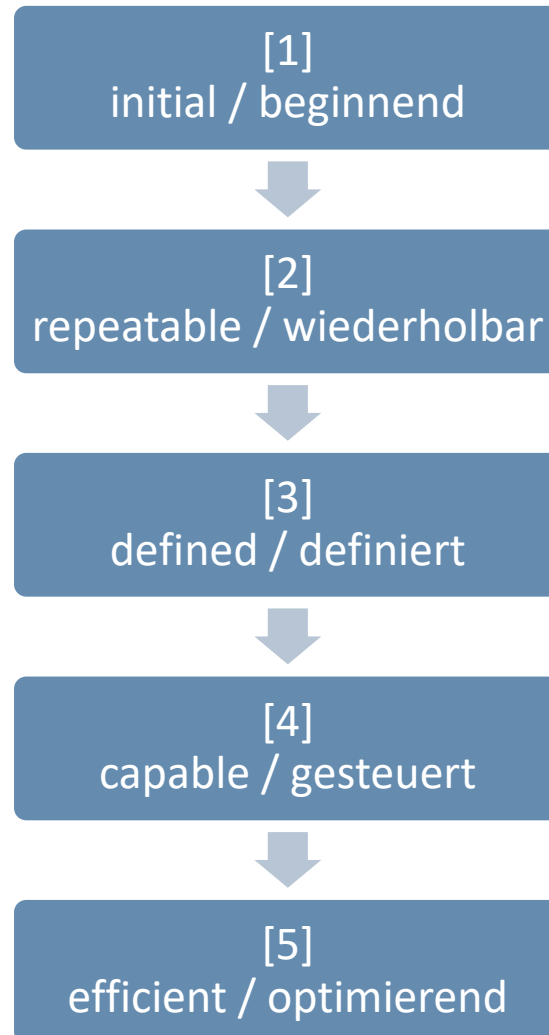 [1]
initial / beginnend
[2]
repeatable / wiederholbar
[3]
defined / definiert
[4]
capable / gesteuert
[5]
efficient / optimierend